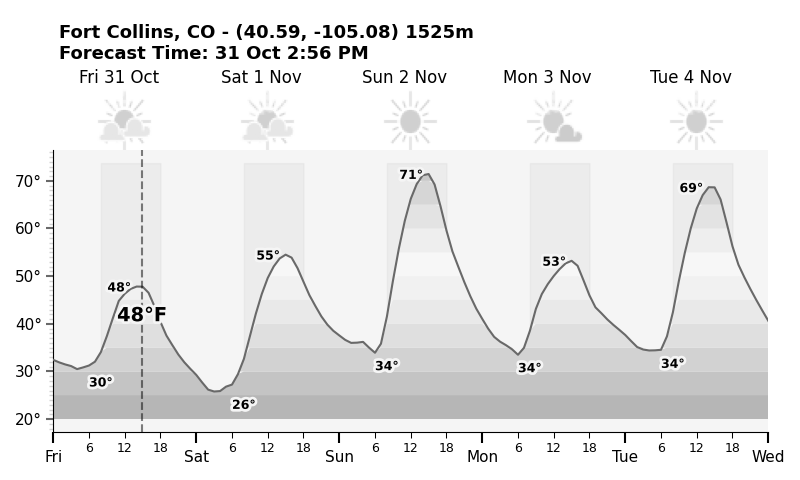 Fort Collins, CO - (40.59, -105.08) 1525m
Forecast Time: 31 Oct 2:56 PM
Fri 31 Oct Sat 1 Nov Sun 2 Nov Mon 3 Nov Tue 4 Nov
70°
60°
50°
40°
30°
20°
48° 55° 71° 53° 69°
48°F
30° 26° 34° 34° 34°
6 12 18 6 12 18 6 12 18 6 12 18 6 12 18
Fri Sat Sun Mon Tue Wed